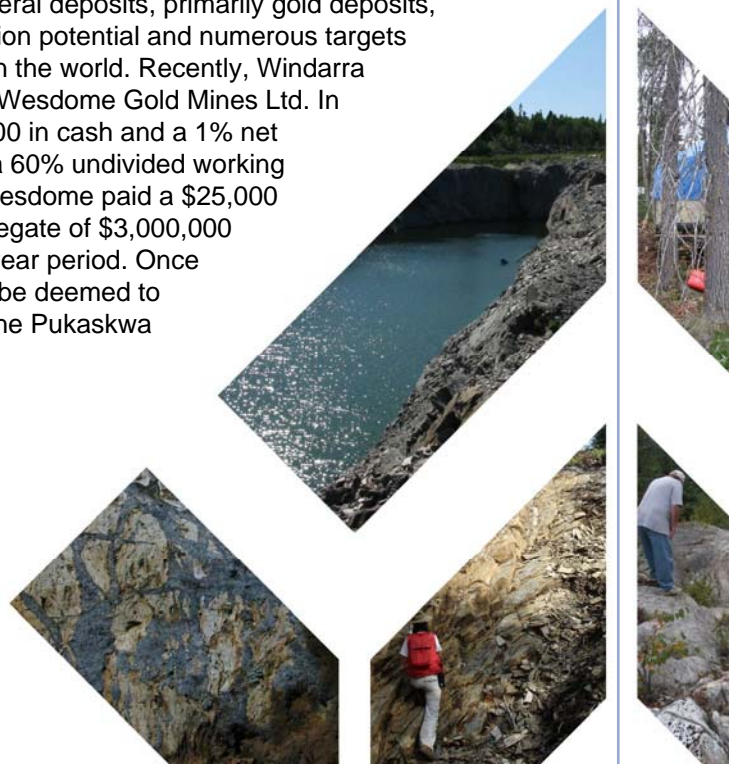 eral deposits, primarily gold deposits,
ion potential and numerous targets
n the world. Recently, Windarra
Wesdome Gold Mines Ltd. In
00 in cash and a 1% net
a 60% undivided working
esdome paid a $25,000
egate of $3,000,000
ear period. Once
be deemed to
he Pukaskwa